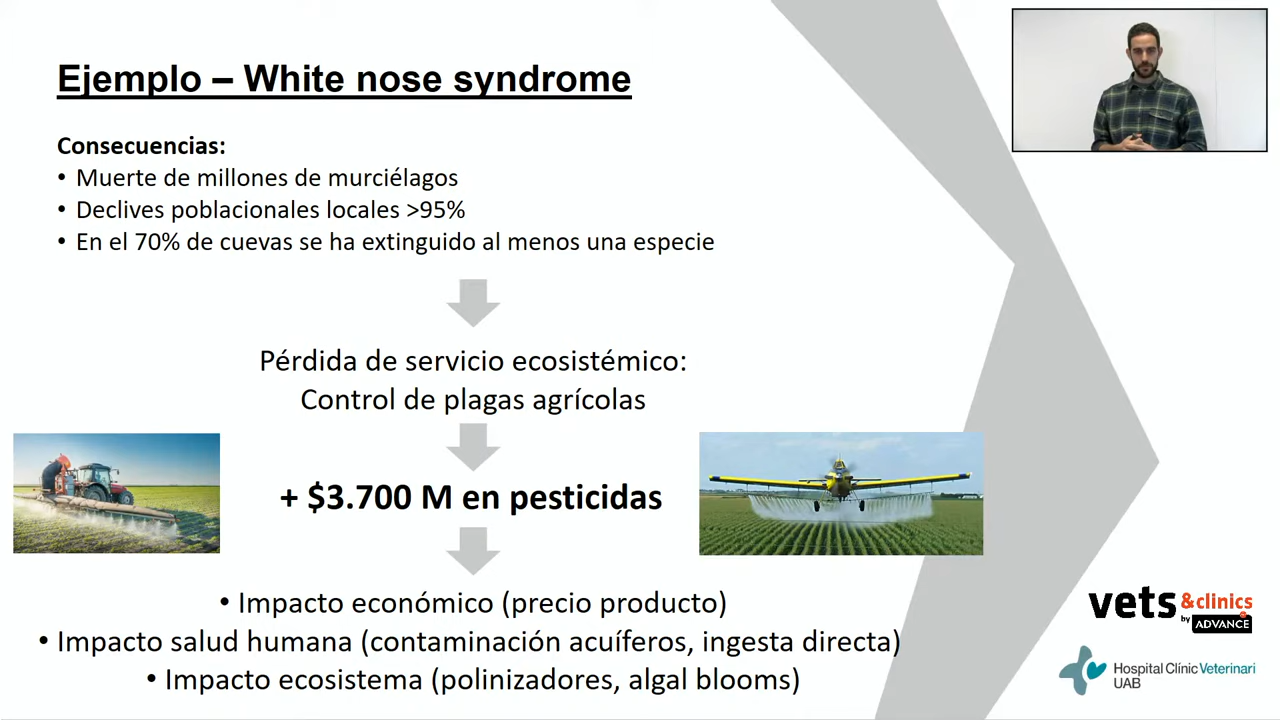 Ejemplo – White nose syndrome
Consecuencias:
• Muerte de millones de murciélagos
• Declives poblacionales locales >95%
• En el 70% de cuevas se ha extinguido al menos una especie
Pérdida de servicio ecosistémico:
Control de plagas agrícolas
+ $3.700 M en pesticidas
• Impacto económico (precio producto)
• Impacto salud humana (contaminación acuíferos, ingesta directa)
• Impacto ecosistema (polinizadores, algal blooms)
vets &clinics
by ADVANCE
Hospital Clínic Veterinari
UAB